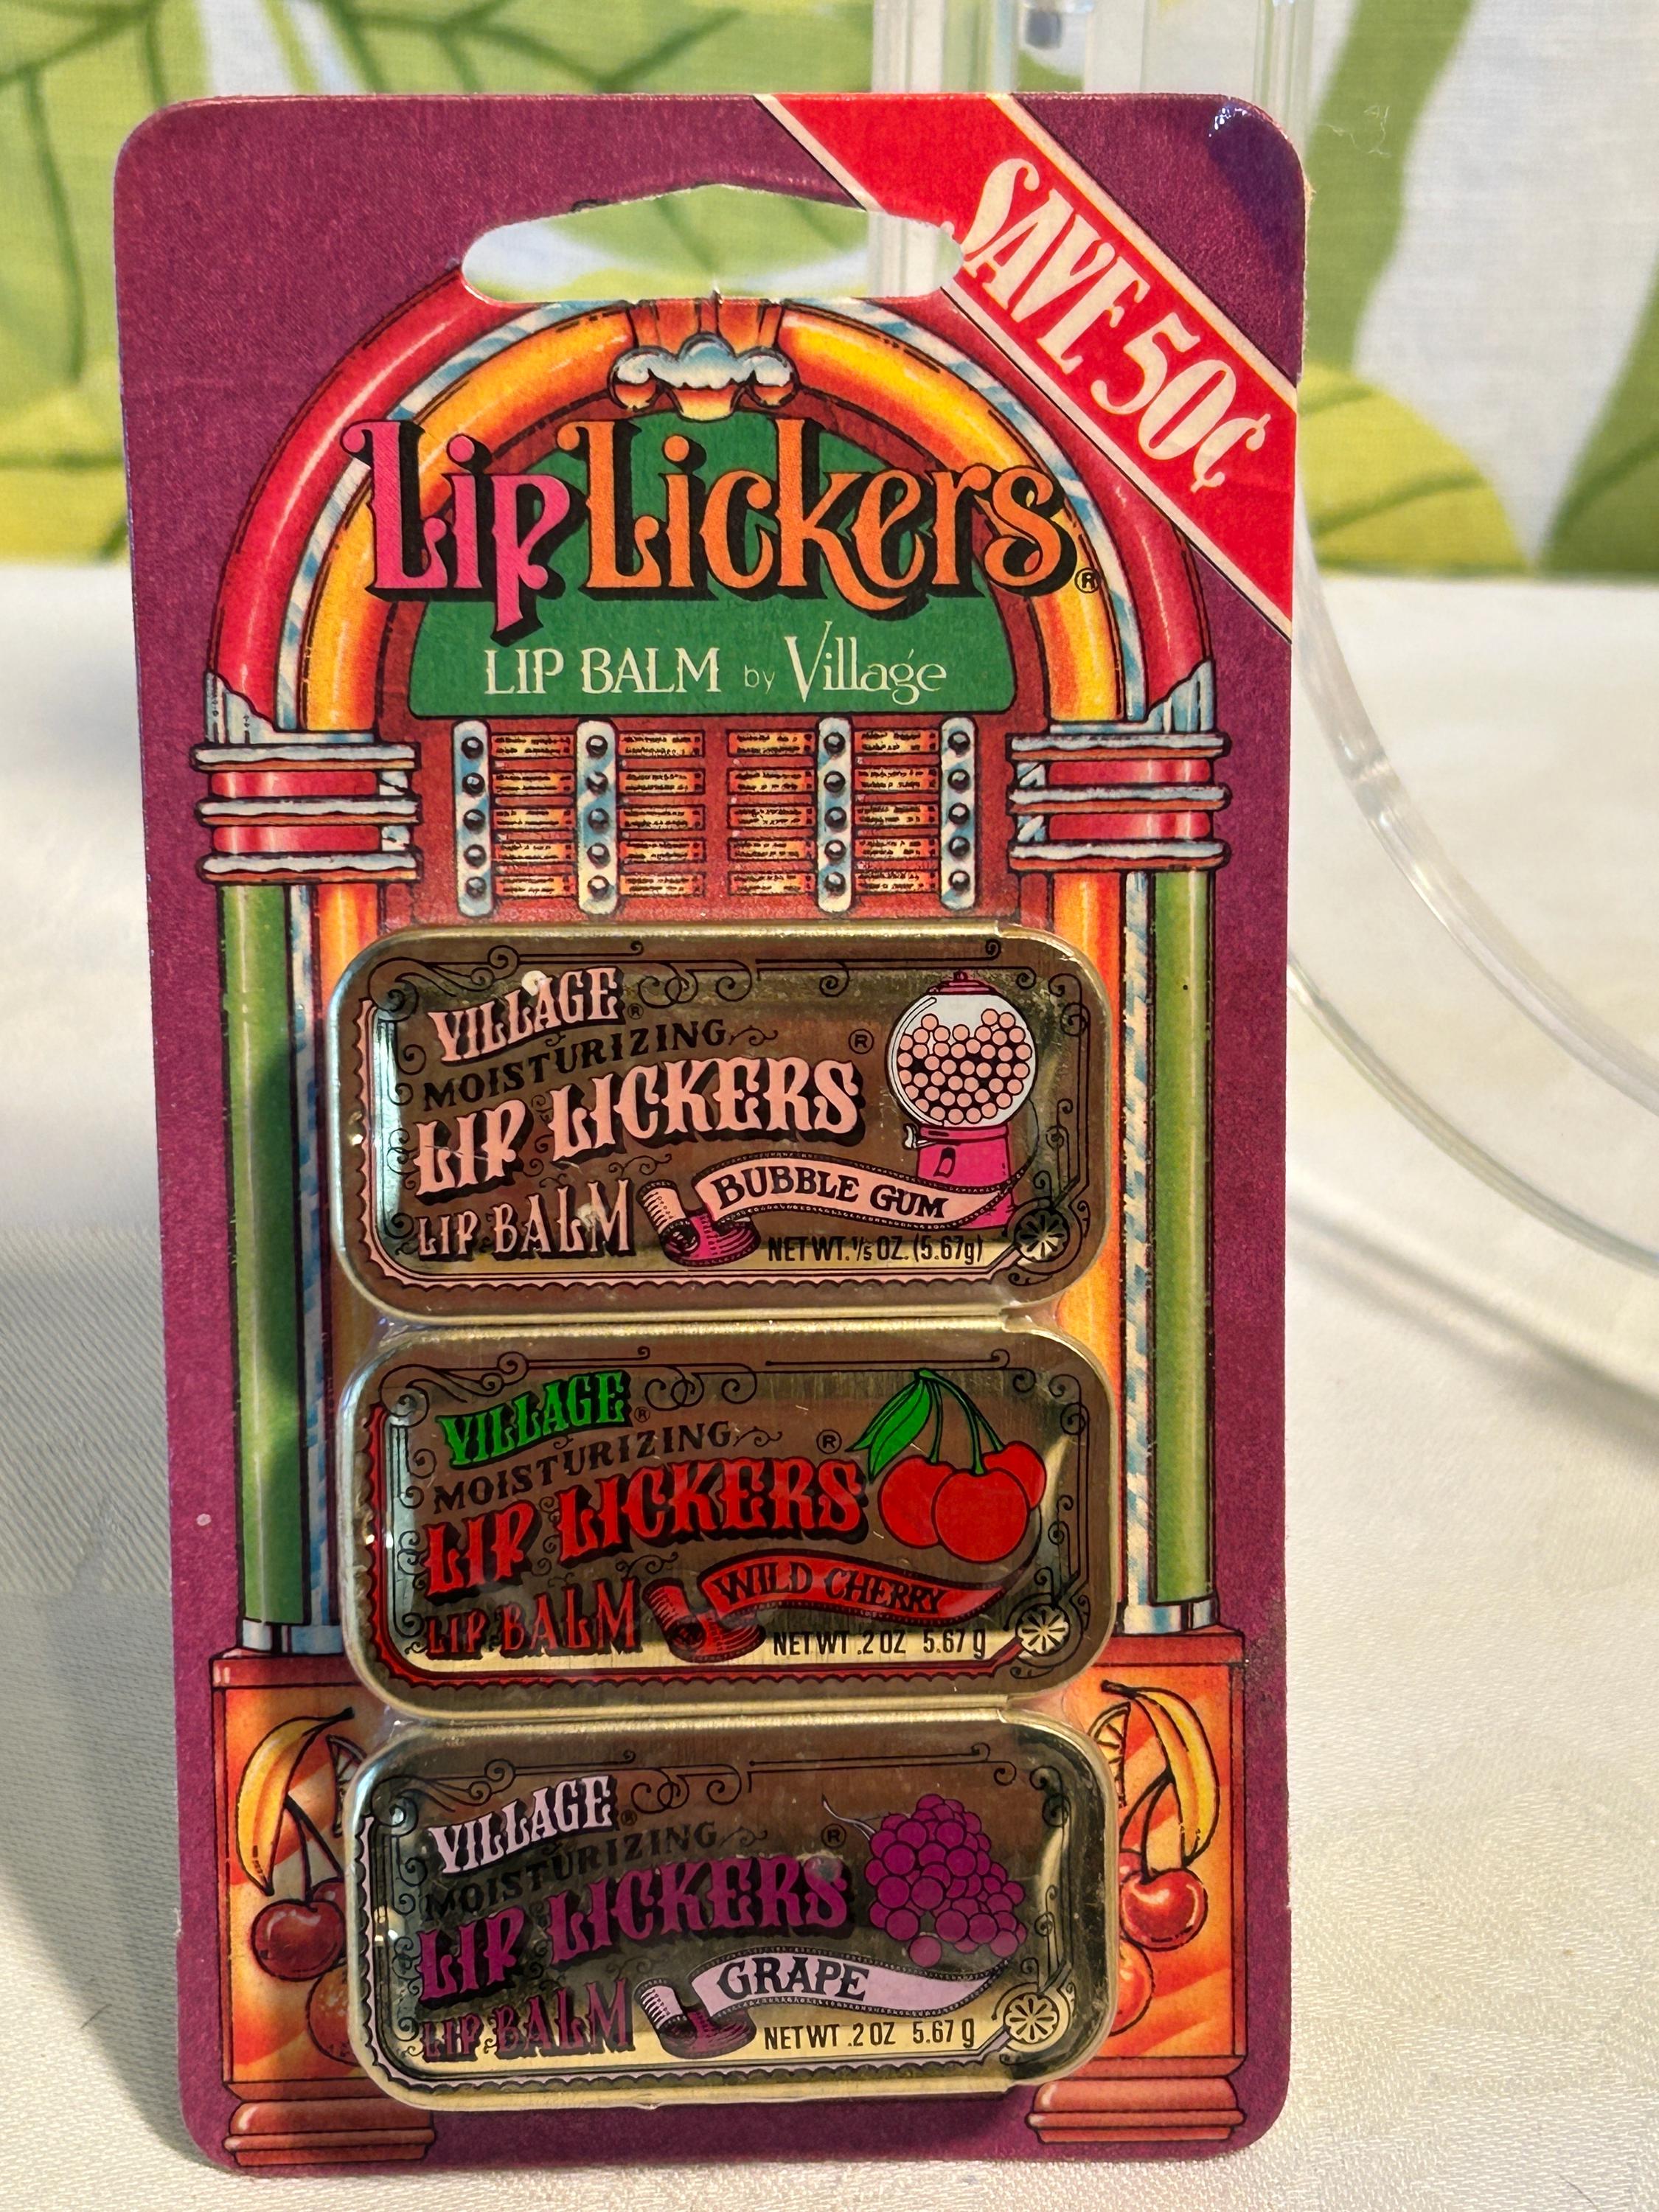 SAVE 50¢
Lip Lickers®
LIP BALM by Village
VILLAGE®
MOISTURIZING
LIP LICKERS®
LIP BALM
BUBBLE GUM
NET WT. 1/5 OZ. (5.67g)
VILLAGE®
MOISTURIZING
LIP LICKERS®
LIP BALM
WILD CHERRY
NET WT .2 OZ 5.67 g
VILLAGE®
MOISTURIZING
LIP LICKERS®
LIP BALM
GRAPE
NET WT .2 OZ 5.67 g